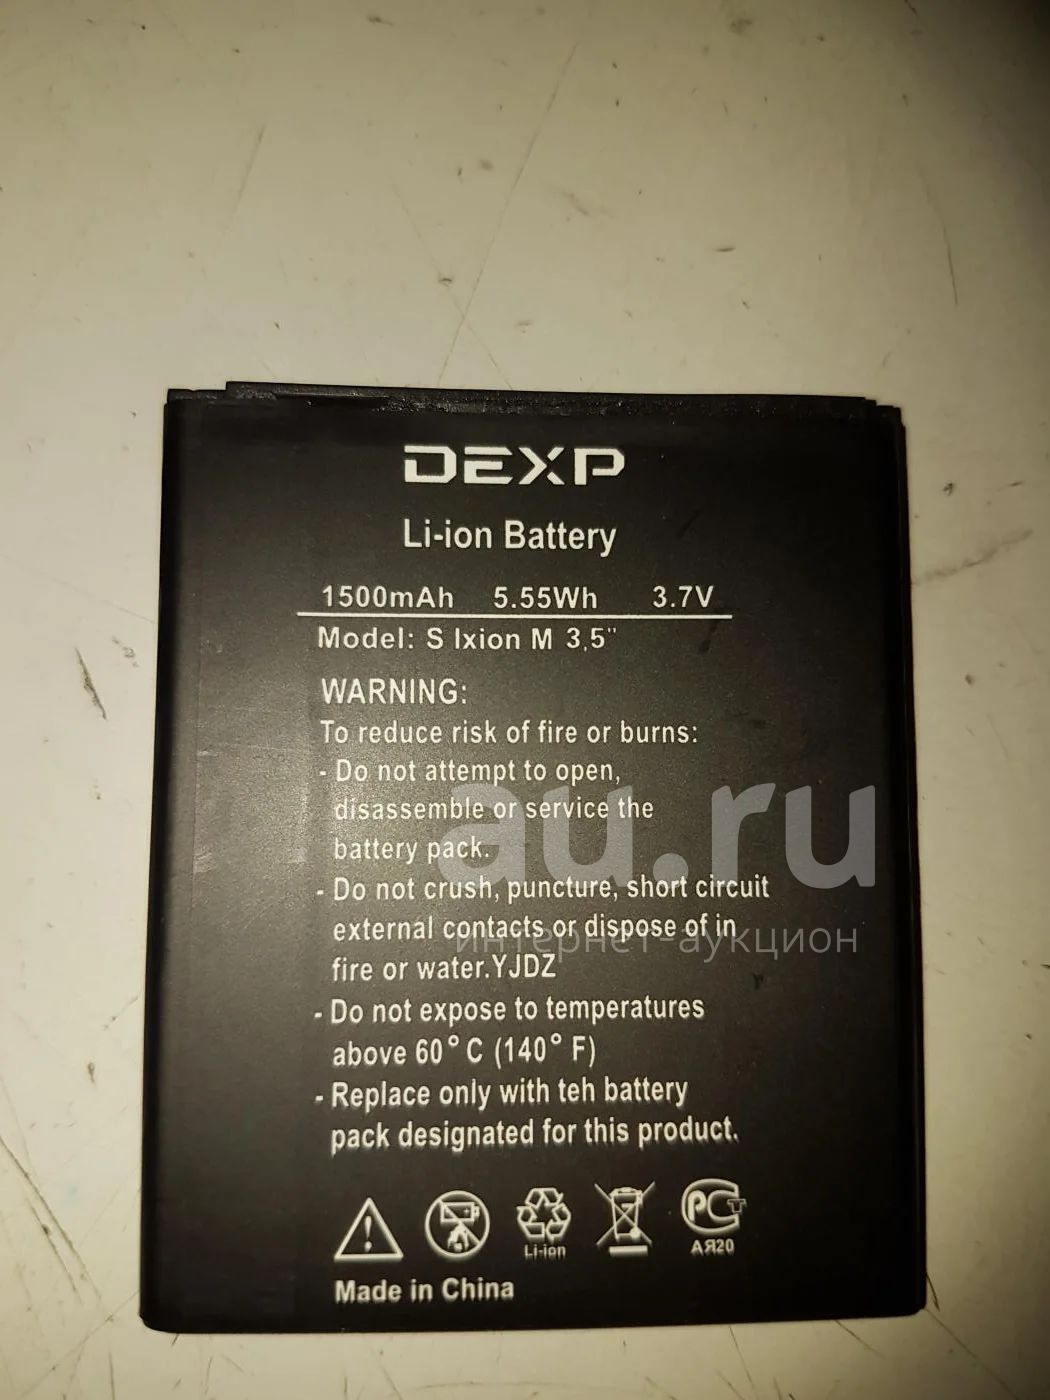 DEXP
Li-ion Battery
1500mAh 5.55Wh 3.7V
Model: S Ixion M 3,5"
WARNING:
To reduce risk of fire or burns:
- Do not attempt to open,
disassemble or service the
battery pack.
- Do not crush, puncture, short circuit
external contacts or dispose of in
fire or water.YJDZ
- Do not expose to temperatures
above 60° C (140° F)
- Replace only with teh battery
pack designated for this product.
Li-ion
РСТ
АЯ20
Made in China
au.ru
интернет-аукцион